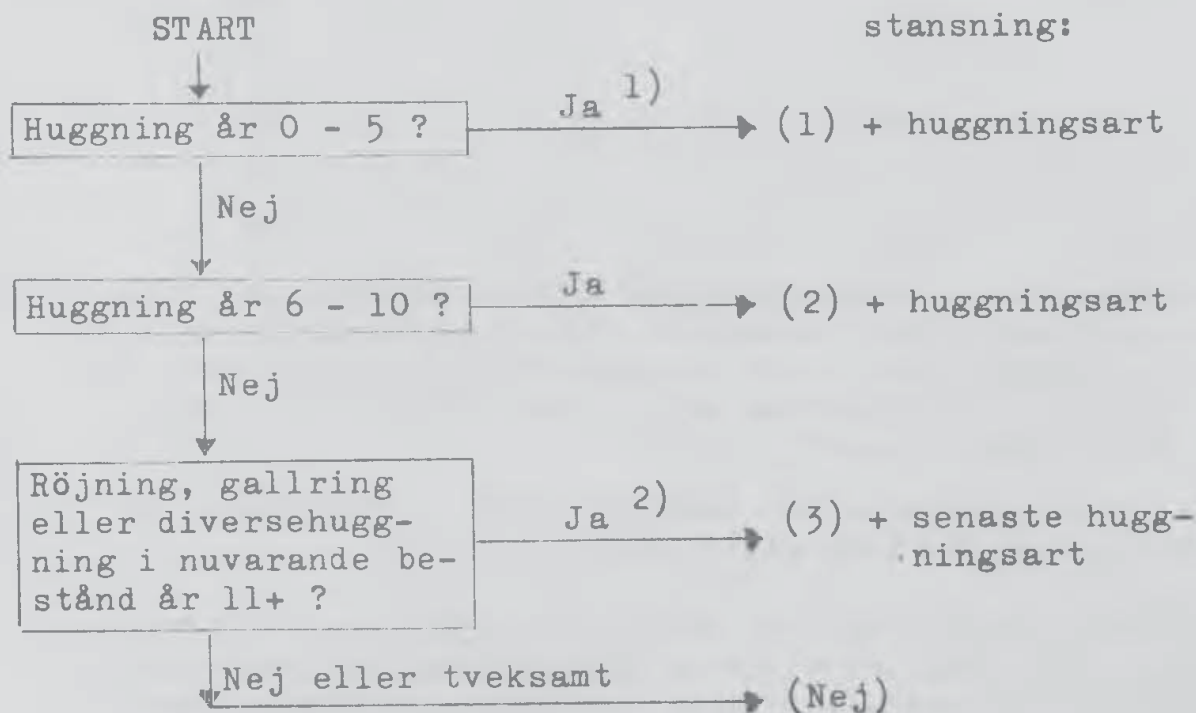 START
stansning:
Huggning år 0 - 5 ?
Ja 1)
(1) + huggningsart
Nej
Huggning år 6 - 10 ?
Ja
(2) + huggningsart
Nej
Röjning, gallring
eller diversehugg-
ning i nuvarande be-
stånd år 11+ ?
Ja 2)
(3) + senaste hugg-
ningsart
Nej eller tveksamt
(Nej)